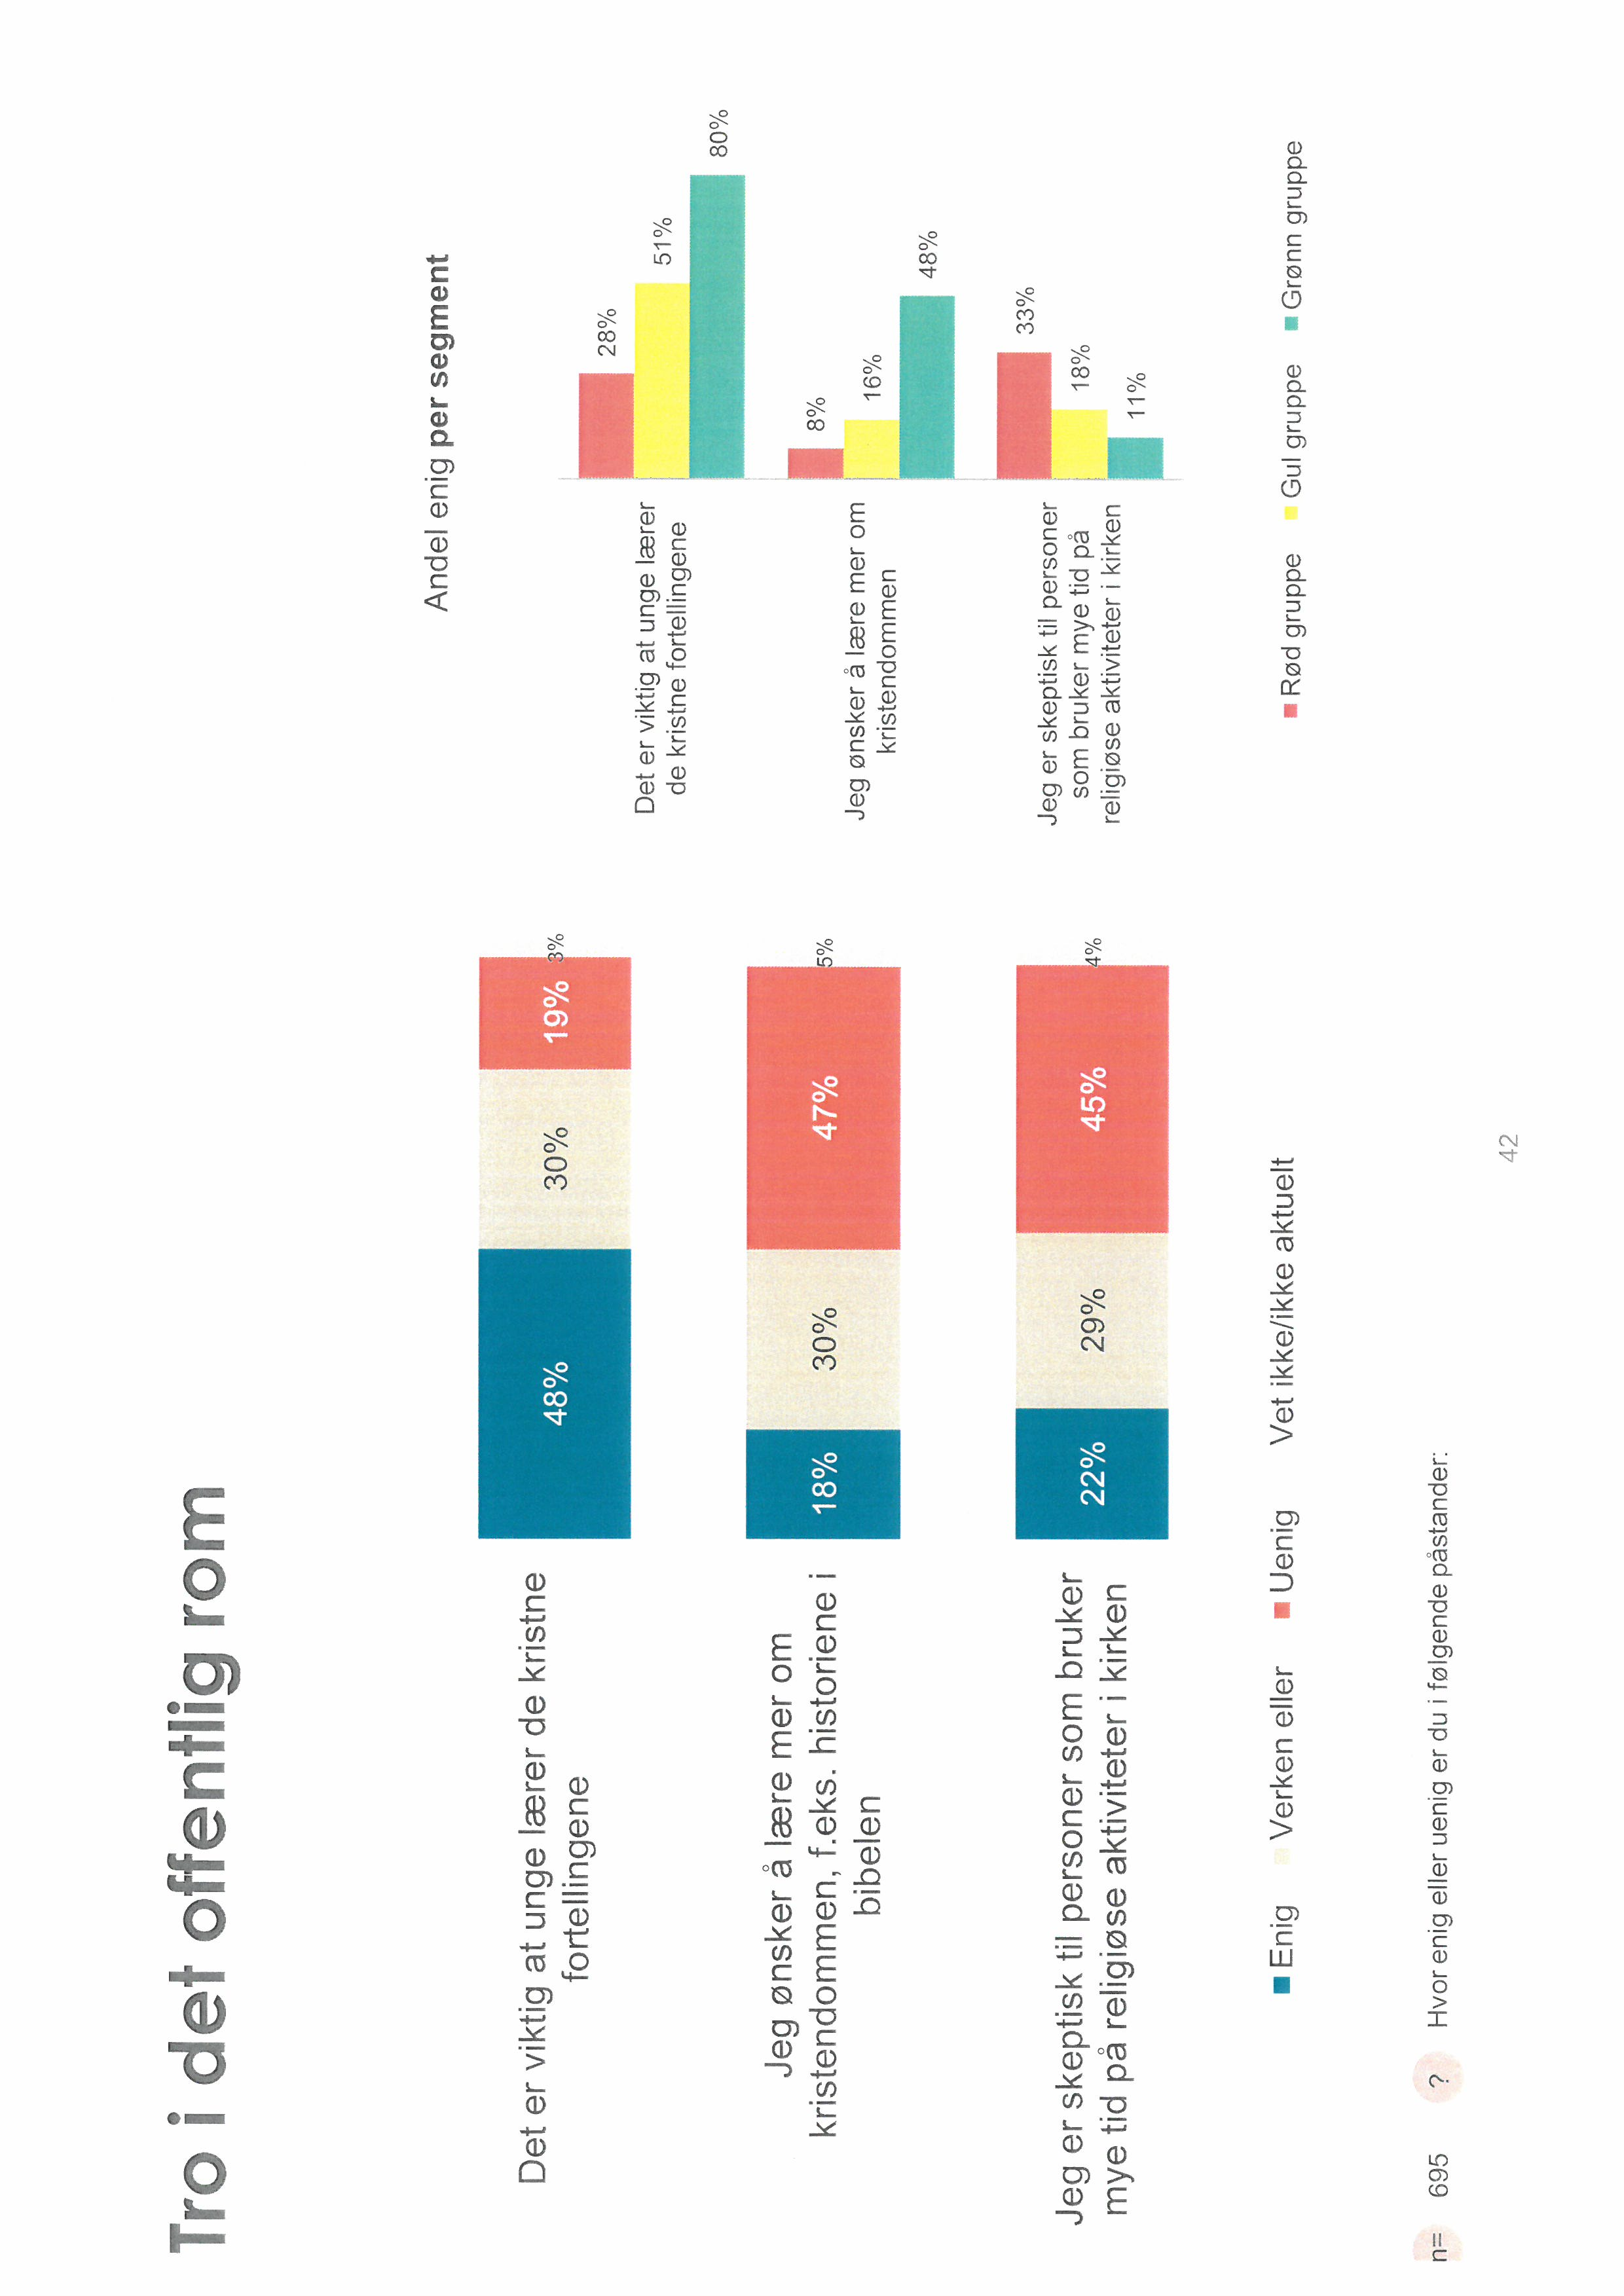 Tro i det offentlig rom
Det er viktig at unge lærer de kristne
fortellingene
48%
30%
19%
3%
Jeg ønsker å lære mer om
kristendommen, f.eks. historiene i
bibelen
18%
30%
47%
5%
Jeg er skeptisk til personer som bruker
mye tid på religiøse aktiviteter i kirken
22%
29%
45%
4%
Enig
Verken eller
Uenig
Vet ikke/ikke aktuelt
Andel enig per segment
Det er viktig at unge lærer
de kristne fortellingene
28%
51%
80%
Jeg ønsker å lære mer om
kristendommen
8%
16%
48%
Jeg er skeptisk til personer
som bruker mye tid på
religiøse aktiviteter i kirken
33%
18%
11%
Rød gruppe
Gul gruppe
Grønn gruppe
n= 695 ? Hvor enig eller uenig er du i følgende påstander:
42